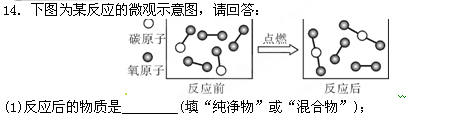 14. 下图为某反应的微观示意图，请回答：
碳原子
点燃
氧原子
反应前
反应后
(1)反应后的物质是________(填“纯净物”或“混合物”)；